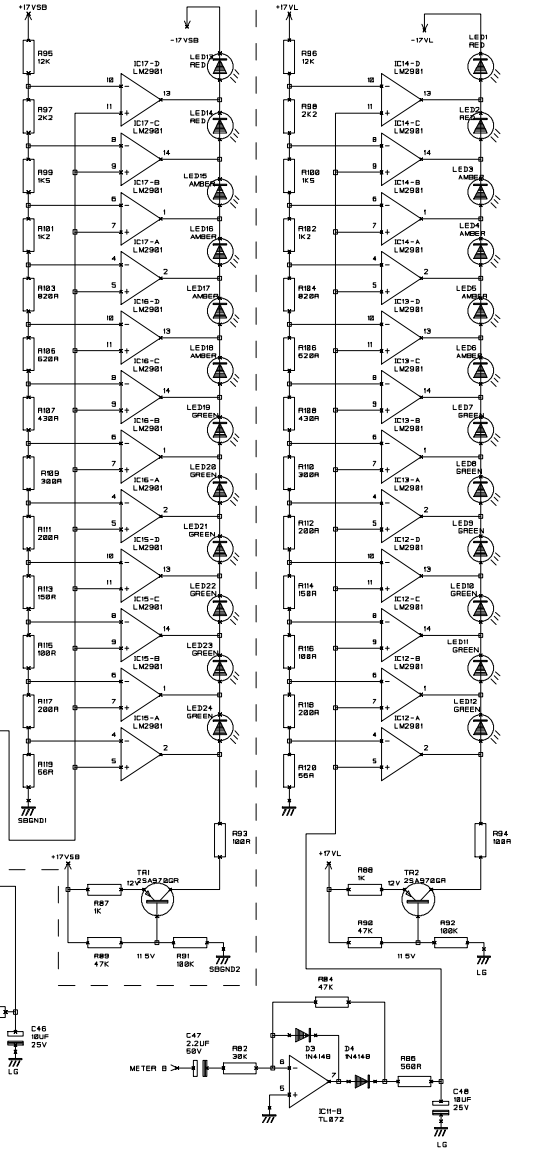 +17VSB
-17VSB
R95
12K
IC17-D
LM2901
10
11
13
LED13
RED
R97
2K2
IC17-C
LM2901
8
9
14
LED14
RED
R99
1K5
IC17-B
LM2901
6
7
1
LED15
AMBER
R101
1K2
IC17-A
LM2901
4
5
2
LED16
AMBER
R103
820R
IC16-D
LM2901
10
11
13
LED17
AMBER
R106
620R
IC16-C
LM2901
8
9
14
LED18
AMBER
R107
430R
IC16-B
LM2901
6
7
1
LED19
GREEN
R109
300R
IC16-A
LM2901
4
5
2
LED20
GREEN
R111
200R
IC15-D
LM2901
10
11
13
LED21
GREEN
R113
150R
IC15-C
LM2901
8
9
14
LED22
GREEN
R115
100R
IC15-B
LM2901
6
7
1
LED23
GREEN
R117
200R
IC15-A
LM2901
4
5
2
LED24
GREEN
R119
56R
SBGND1
R93
100R
+17VSB
TR1
2SA970GR
12V
R87
1K
R89
47K
11 5V
R91
100K
SBGND2
C46
10UF
25V
LG
+17VL
-17VL
R96
12K
IC14-D
LM2901
10
11
13
LED1
RED
R98
2K2
IC14-C
LM2901
8
9
14
LED2
RED
R100
1K5
IC14-B
LM2901
6
7
1
LED3
AMBER
R102
1K2
IC14-A
LM2901
4
5
2
LED4
AMBER
R104
820R
IC13-D
LM2901
10
11
13
LED5
AMBER
R106
620R
IC13-C
LM2901
8
9
14
LED6
AMBER
R108
430R
IC13-B
LM2901
6
7
1
LED7
GREEN
R110
300R
IC13-A
LM2901
4
5
2
LED8
GREEN
R112
200R
IC12-D
LM2901
10
11
13
LED9
GREEN
R114
150R
IC12-C
LM2901
8
9
14
LED10
GREEN
R116
100R
IC12-B
LM2901
6
7
1
LED11
GREEN
R118
200R
IC12-A
LM2901
4
5
2
LED12
GREEN
R120
56R
R94
100R
+17VL
TR2
2SA970GR
12V
R88
1K
R90
47K
11 5V
R92
100K
LG
R84
47K
C47
2.2UF
50V
R82
30K
METER B
D3
1N4148
D4
1N4148
6
5
7
IC11-B
TL072
R86
560R
C48
10UF
25V
LG